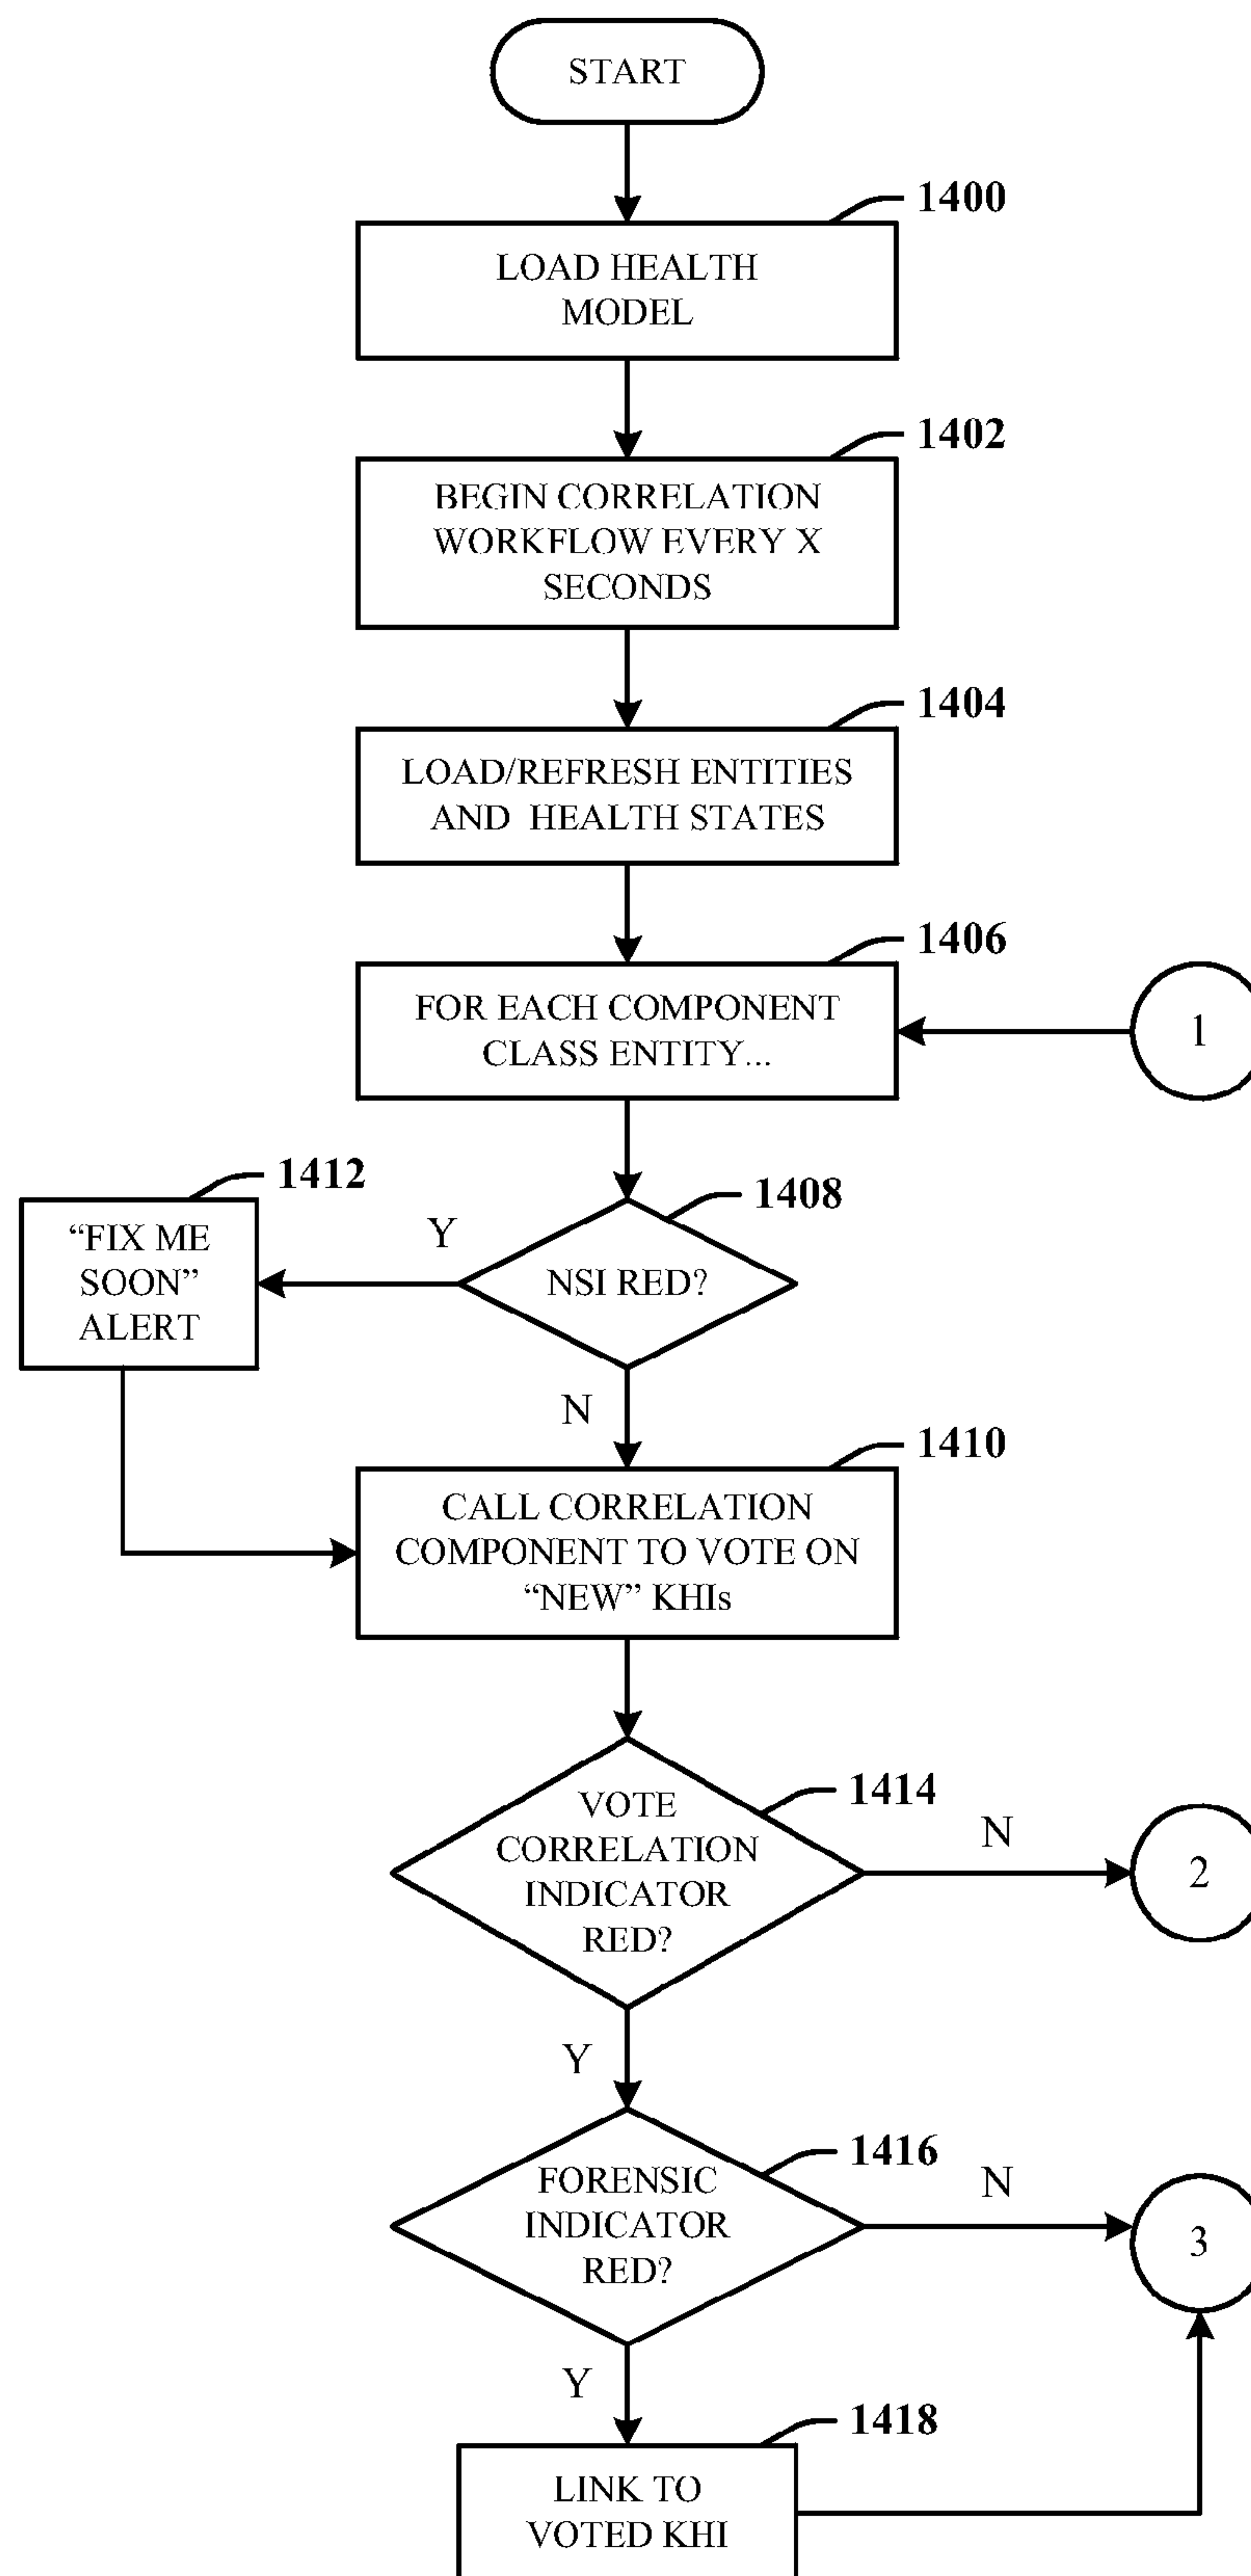 START
1400
LOAD HEALTH
MODEL
1402
BEGIN CORRELATION
WORKFLOW EVERY X
SECONDS
1404
LOAD/REFRESH ENTITIES
AND HEALTH STATES
1406
FOR EACH COMPONENT
CLASS ENTITY...
1
1412
"FIX ME
SOON"
ALERT
Y
1408
NSI RED?
N
1410
CALL CORRELATION
COMPONENT TO VOTE ON
"NEW" KHIs
1414
VOTE
CORRELATION
INDICATOR
RED?
N
2
Y
1416
FORENSIC
INDICATOR
RED?
N
3
Y
1418
LINK TO
VOTED KHI